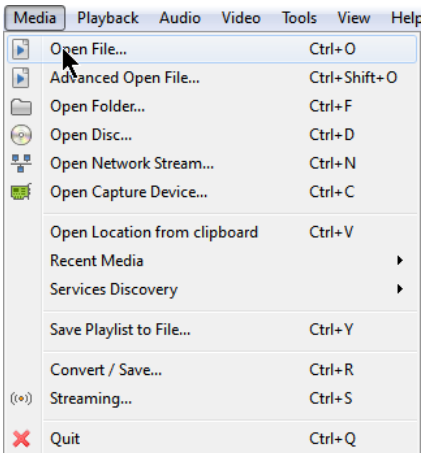 Media Playback Audio Video Tools View Help
Open File... Ctrl+O
Advanced Open File... Ctrl+Shift+O
Open Folder... Ctrl+F
Open Disc... Ctrl+D
Open Network Stream... Ctrl+N
Open Capture Device... Ctrl+C
Open Location from clipboard Ctrl+V
Recent Media
Services Discovery
Save Playlist to File... Ctrl+Y
Convert / Save... Ctrl+R
Streaming... Ctrl+S
Quit Ctrl+Q